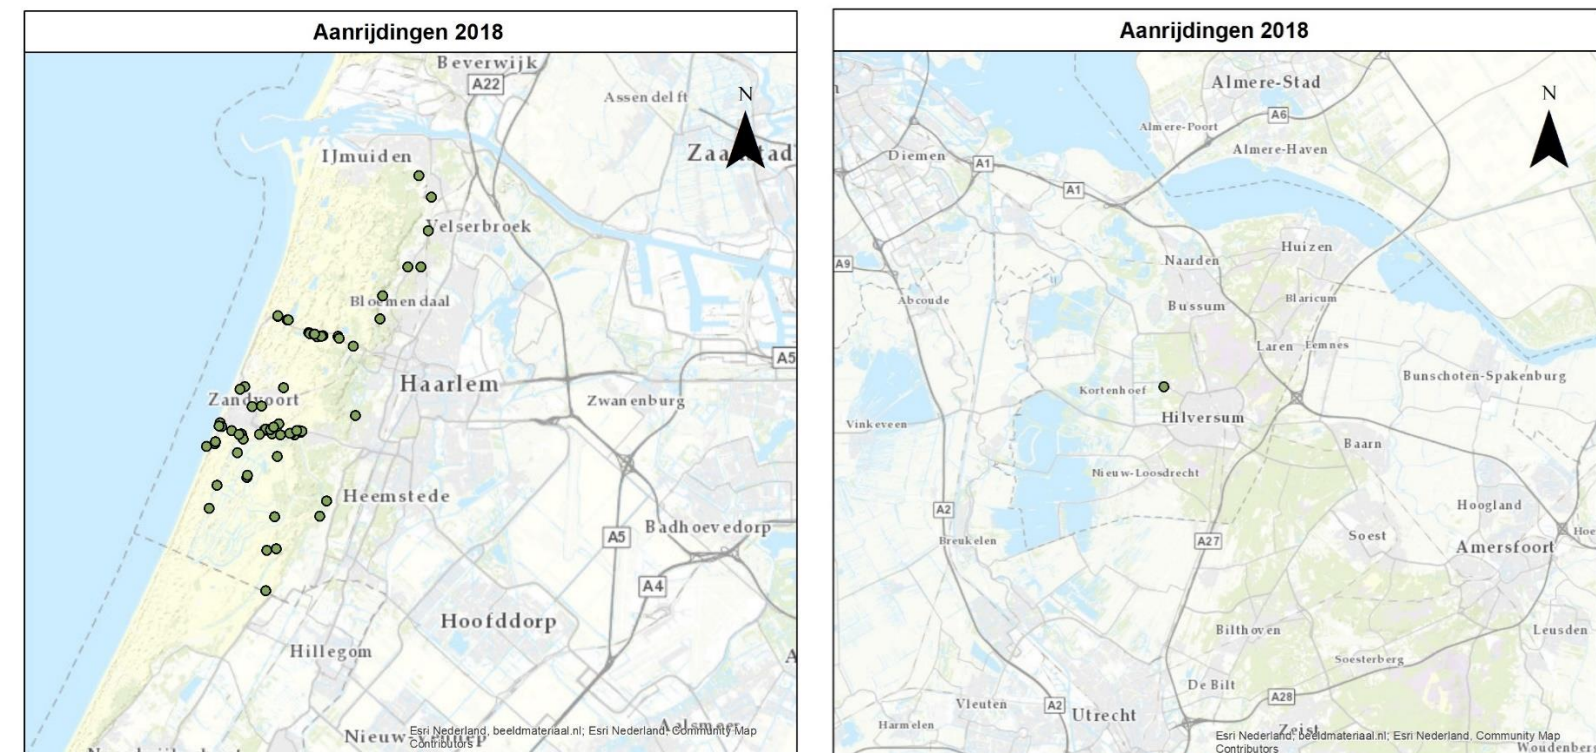 Aanrijdingen 2018
Beverwijk
A22
Assendelft
N
IJmuiden
Velserbroek
Bloemendaal
A5
Haarlem
Zandvoort
Zwanenburg
Heemstede
Badhoevedorp
A5
A4
Hoofddorp
Hillegom
Aalsmeer
Esri Nederland, beeldmateriaal.nl; Esri Nederland, Community Map
Contributors
Aanrijdingen 2018
Almere-Stad
N
A6
Almere-Poort
Almere-Haven
Diemen
A1
A1
Huizen
Naarden
A9
Abcoude
Bussum
Blaricum
Laren
Eemnes
Bunschoten-Spakenburg
Kortenhoef
Hilversum
Vinkeveen
Baarn
Nieuw-Loosdrecht
Hoogland
A2
Breukelen
A27
Soest
Amersfoort
Hoe
Bilthoven
Leusden
Soesterberg
De Bilt
A28
Vleuten
A2
Utrecht
Harmelen
Zeist
Esri Nederland, beeldmateriaal.nl; Esri Nederland, Community Map
Contributors
Woudenber